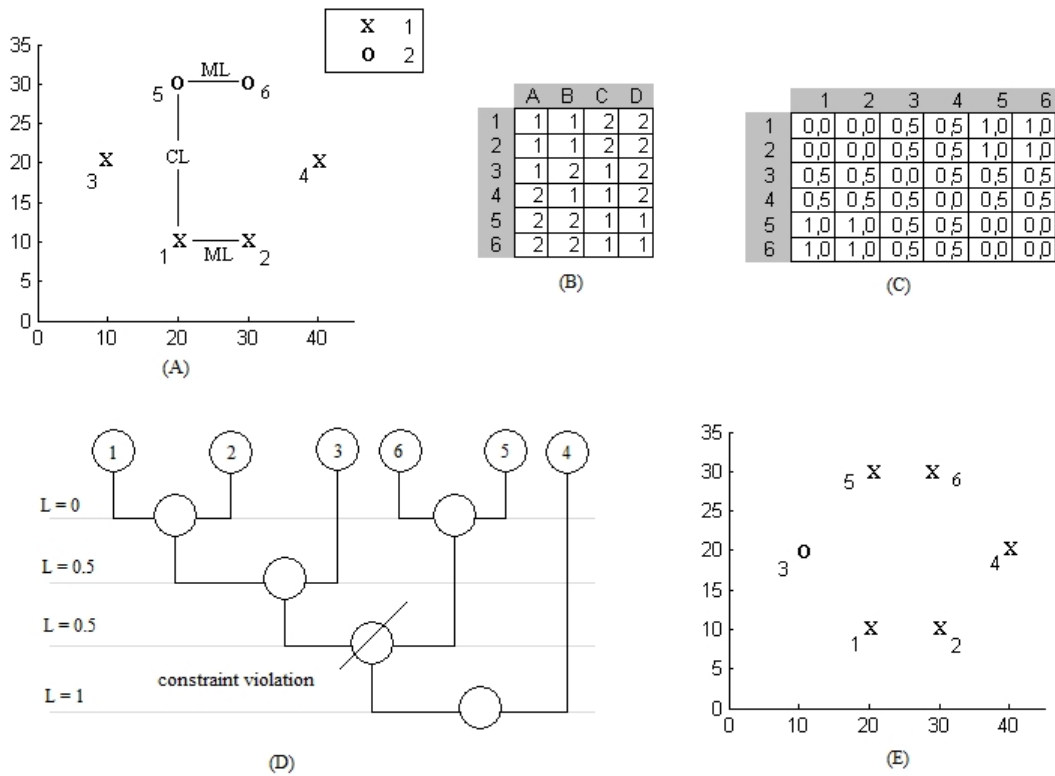 X 1
O 2
35
30
25
20
15
10
5
0
0 10 20 30 40
ML
5 6
CL
3 4
1 2
ML
(A)
A B C D
1 1 1 2 2
2 1 1 2 2
3 1 2 1 2
4 2 1 1 2
5 2 2 1 1
6 2 2 1 1
(B)
1 2 3 4 5 6
1 0,0 0,0 0,5 0,5 1,0 1,0
2 0,0 0,0 0,5 0,5 1,0 1,0
3 0,5 0,5 0,0 0,5 0,5 0,5
4 0,5 0,5 0,5 0,0 0,5 0,5
5 1,0 1,0 0,5 0,5 0,0 0,0
6 1,0 1,0 0,5 0,5 0,0 0,0
(C)
1 2 3 6 5 4
L = 0
L = 0.5
L = 0.5
constraint violation
L = 1
(D)
35
30
25
20
15
10
5
0
0 10 20 30 40
5 X X 6
O X
3 4
X X
1 2
(E)